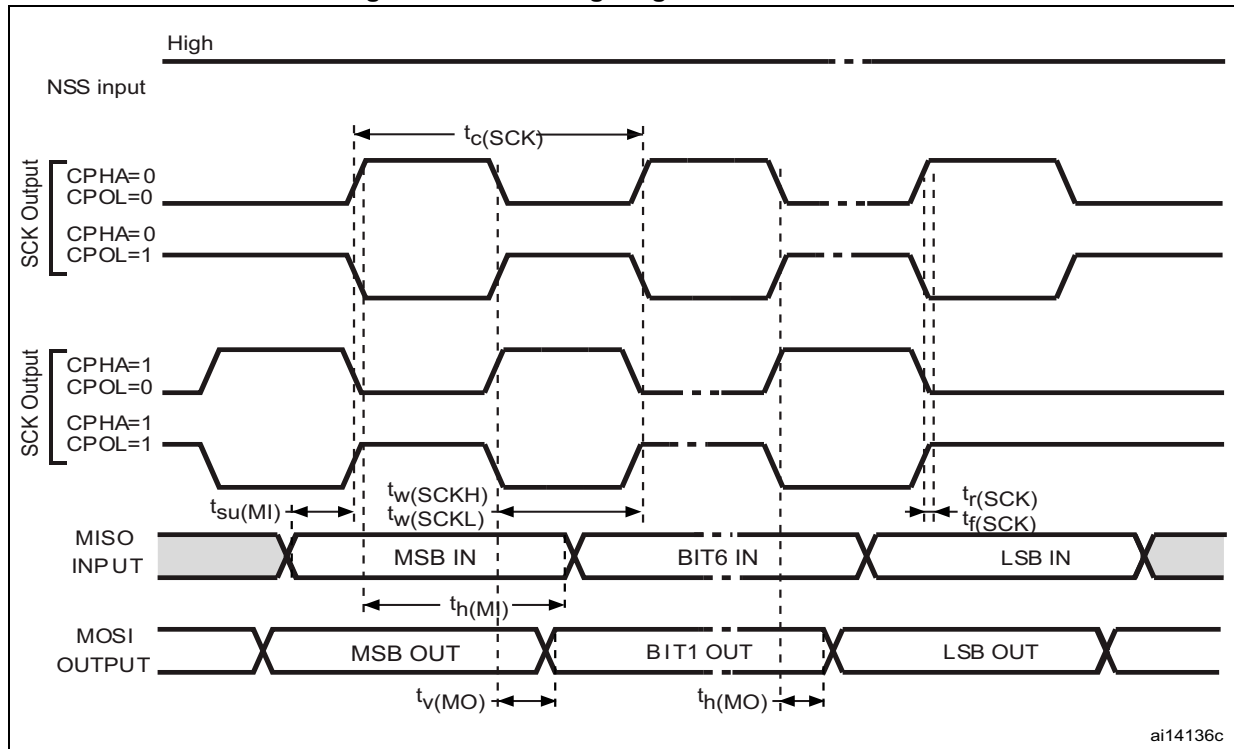 High
NSS input
tc(SCK)
SCK Output
CPHA=0
CPOL=0
CPHA=0
CPOL=1
SCK Output
CPHA=1
CPOL=0
CPHA=1
CPOL=1
tsu(MI)
tw(SCKH)
tw(SCKL)
tr(SCK)
tf(SCK)
MISO
INPUT
MSB IN
BIT6 IN
LSB IN
th(MI)
MOSI
OUTPUT
MSB OUT
BIT1 OUT
LSB OUT
tv(MO)
th(MO)
ai14136c